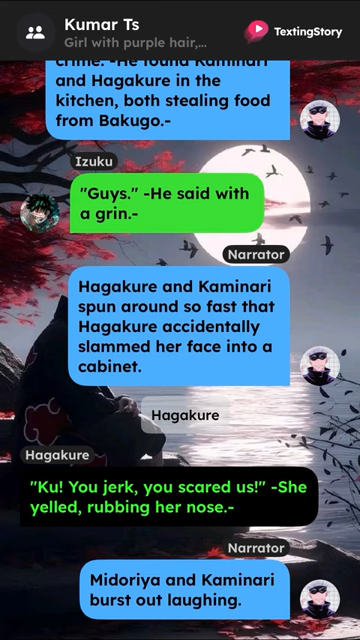 Kumar Ts
Girl with purple hair,...
TextingStory
crime. -He found Kaminari
and Hagakure in the
kitchen, both stealing food
from Bakugo.-
Izuku
"Guys." -He said with
a grin.-
Narrator
Hagakure and Kaminari
spun around so fast that
Hagakure accidentally
slammed her face into a
cabinet.
Hagakure
Hagakure
"Ku! You jerk, you scared us!" -She
yelled, rubbing her nose.-
Narrator
Midoriya and Kaminari
burst out laughing.